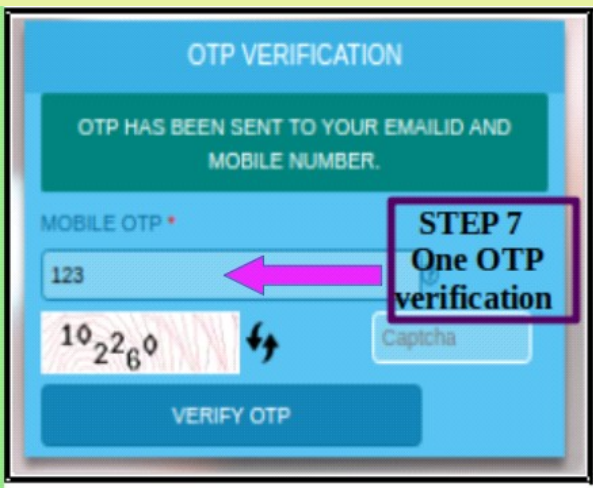 OTP VERIFICATION
OTP HAS BEEN SENT TO YOUR EMAILID AND
MOBILE NUMBER.
MOBILE OTP *
STEP 7
One OTP
verification
123
102260
Captcha
VERIFY OTP